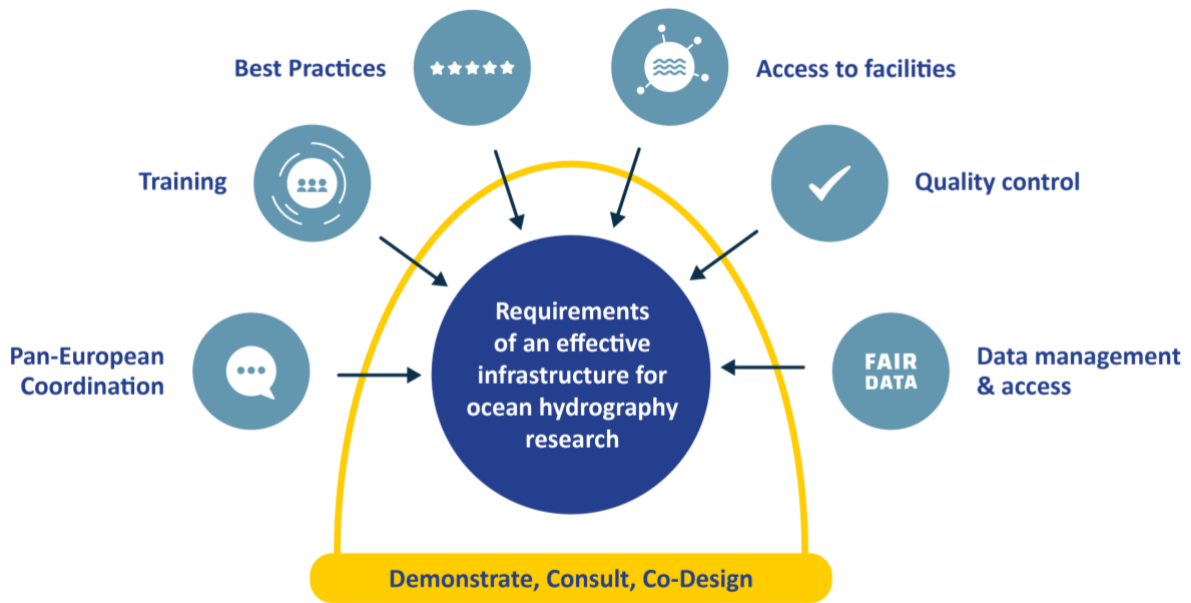 Best Practices
Access to facilities
Training
Quality control
Pan-European
Coordination
Requirements
of an effective
infrastructure for
ocean hydrography
research
FAIR
DATA
Data management
& access
Demonstrate, Consult, Co-Design